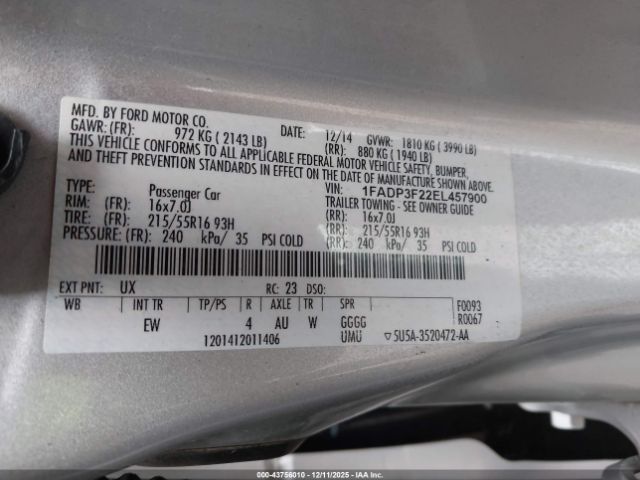 MFD. BY FORD MOTOR CO.
DATE: 12/14 GVWR: 1810 KG ( 3990 LB)
GAWR: (FR): 972 KG ( 2143 LB) (RR): 880 KG ( 1940 LB)
THIS VEHICLE CONFORMS TO ALL APPLICABLE FEDERAL MOTOR VEHICLE SAFETY, BUMPER,
AND THEFT PREVENTION STANDARDS IN EFFECT ON THE DATE OF MANUFACTURE SHOWN ABOVE
TYPE: Passenger Car VIN: 1FADP3F22EL457900
TRAILER TOWING - SEE OWNER GUIDE
RIM: (FR): 16x7.0J (RR): 16x7.0J
TIRE: (FR): 215/55R16 93H (RR): 215/55R16 93H
PRESSURE: (FR): 240 kPa/ 35 PSI COLD (RR): 240 kPa/ 35 PSI COLD
EXT PNT: UX RC: 23 DSO:
WB INT TR TP/PS R AXLE TR SPR F0093
EW 4 AU W GGGG R0067
1201412011406 UMU 5U5A-3520472-AA
000-43756010 - 12/11/2025 - IAAI.COM